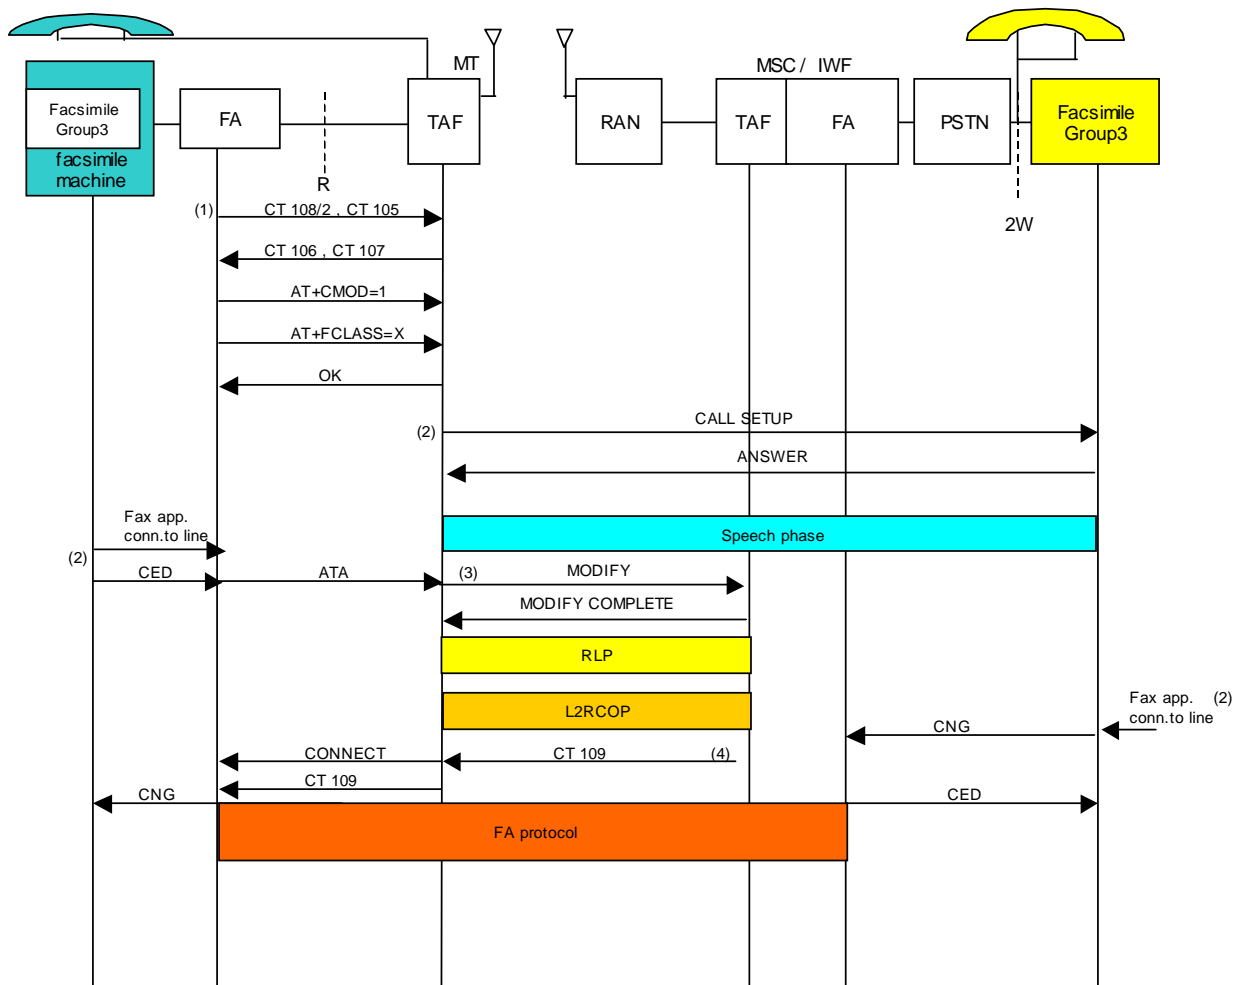 MT
MSC / IWF
Facsimile
Group3
facsimile
machine
FA
TAF
RAN
TAF
FA
PSTN
Facsimile
Group3
R
2W
(1)
CT 108/2 , CT 105
CT 106 , CT 107
AT+CMOD=1
AT+FCLASS=X
OK
(2)
CALL SETUP
ANSWER
Fax app.
conn.to line
Speech phase
(2)
CED
ATA
(3)
MODIFY
MODIFY COMPLETE
RLP
L2RCOP
Fax app. (2)
conn.to line
CNG
CONNECT
CT 109
(4)
CT 109
CNG
CED
FA protocol